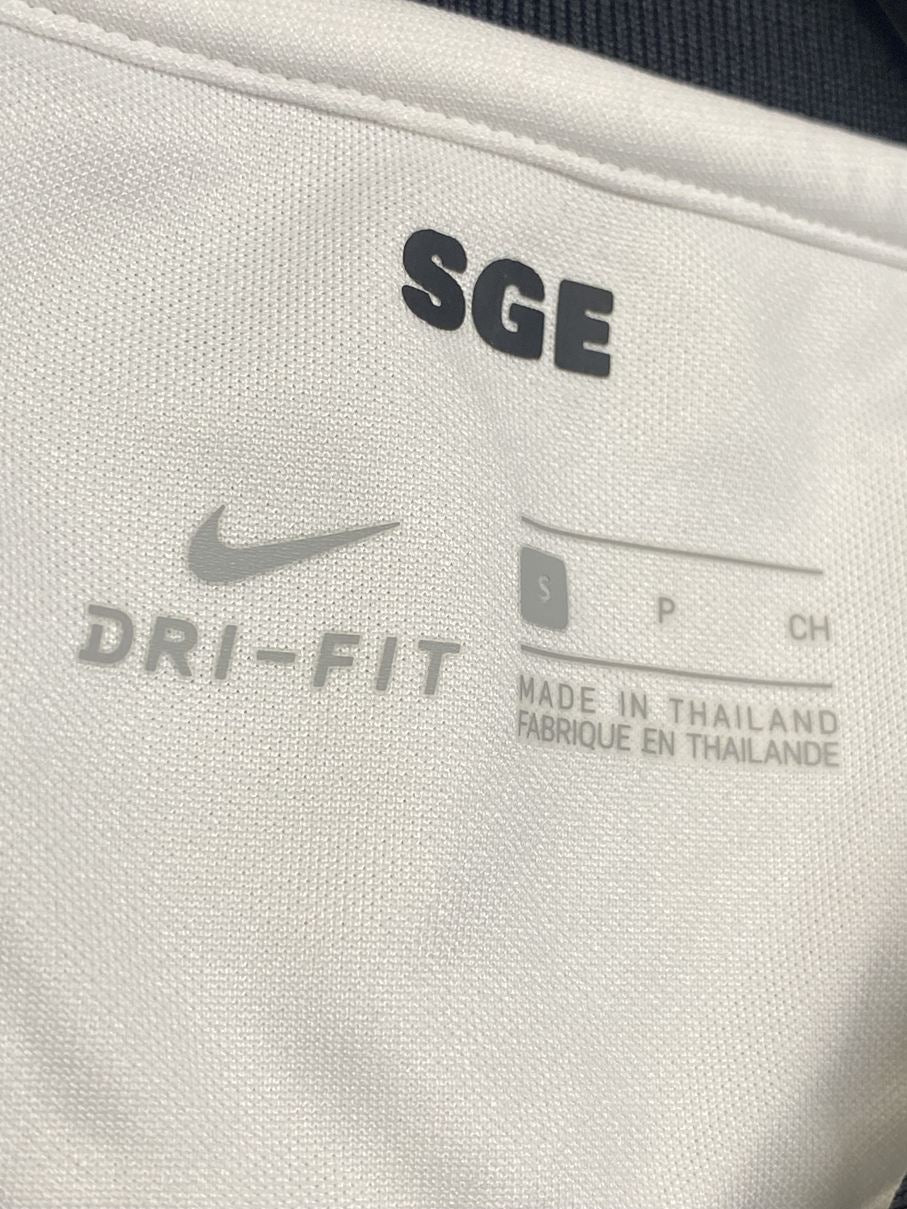 SGE
DRI-FIT
S P CH
MADE IN THAILAND
FABRIQUE EN THAILANDE